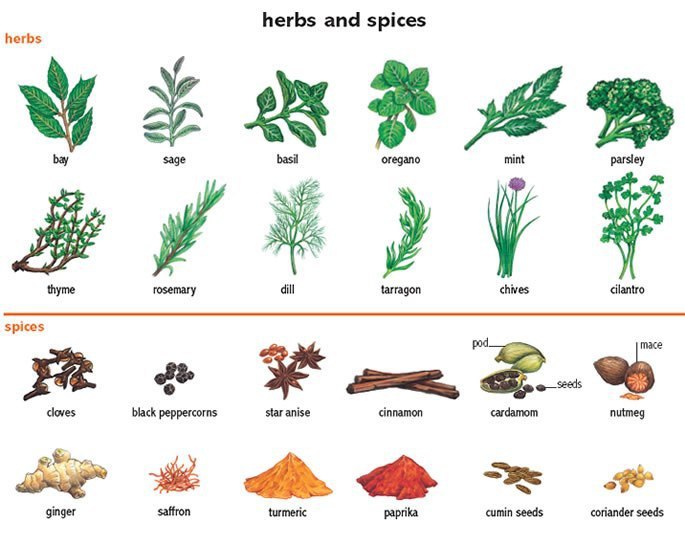 herbs and spices
herbs
bay sage basil oregano mint parsley
thyme rosemary dill tarragon chives cilantro
spices
pod mace
seeds
cloves black peppercorns star anise cinnamon cardamom nutmeg
ginger saffron turmeric paprika cumin seeds coriander seeds